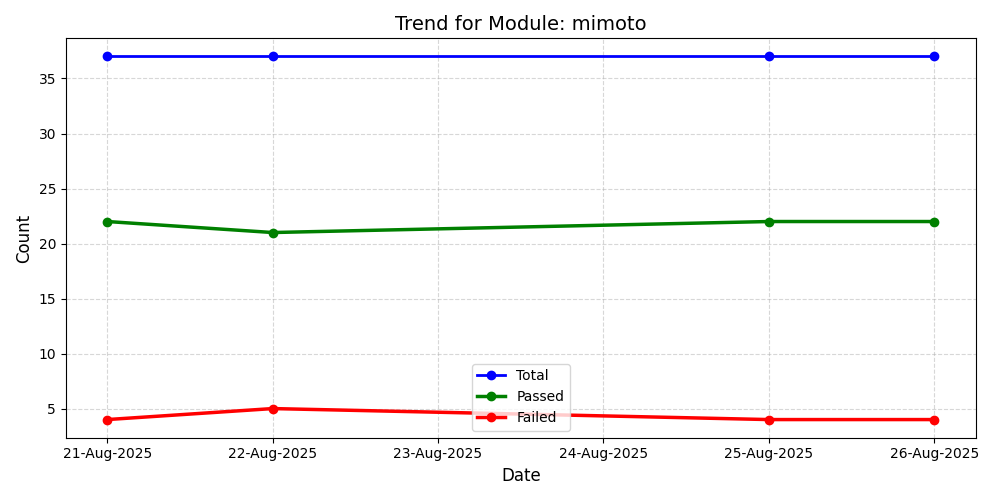 Trend for Module: mimoto
Count
35
30
25
20
15
10
5
Total
Passed
Failed
21-Aug-2025 22-Aug-2025 23-Aug-2025 24-Aug-2025 25-Aug-2025 26-Aug-2025
Date